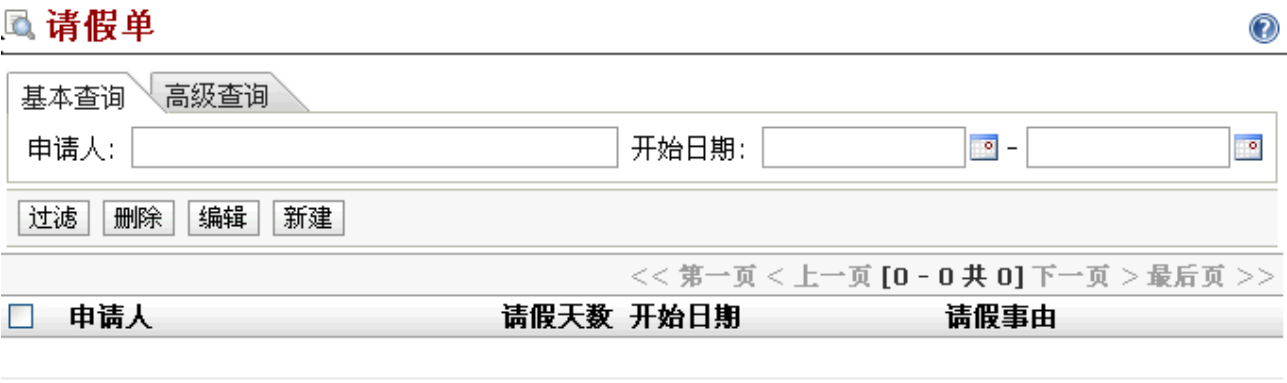 请假单
基本查询 高级查询
申请人: 开始日期: -
过滤 删除 编辑 新建
<< 第一页 < 上一页 [0 - 0 共 0] 下一页 > 最后页 >>
申请人 请假天数 开始日期 请假事由